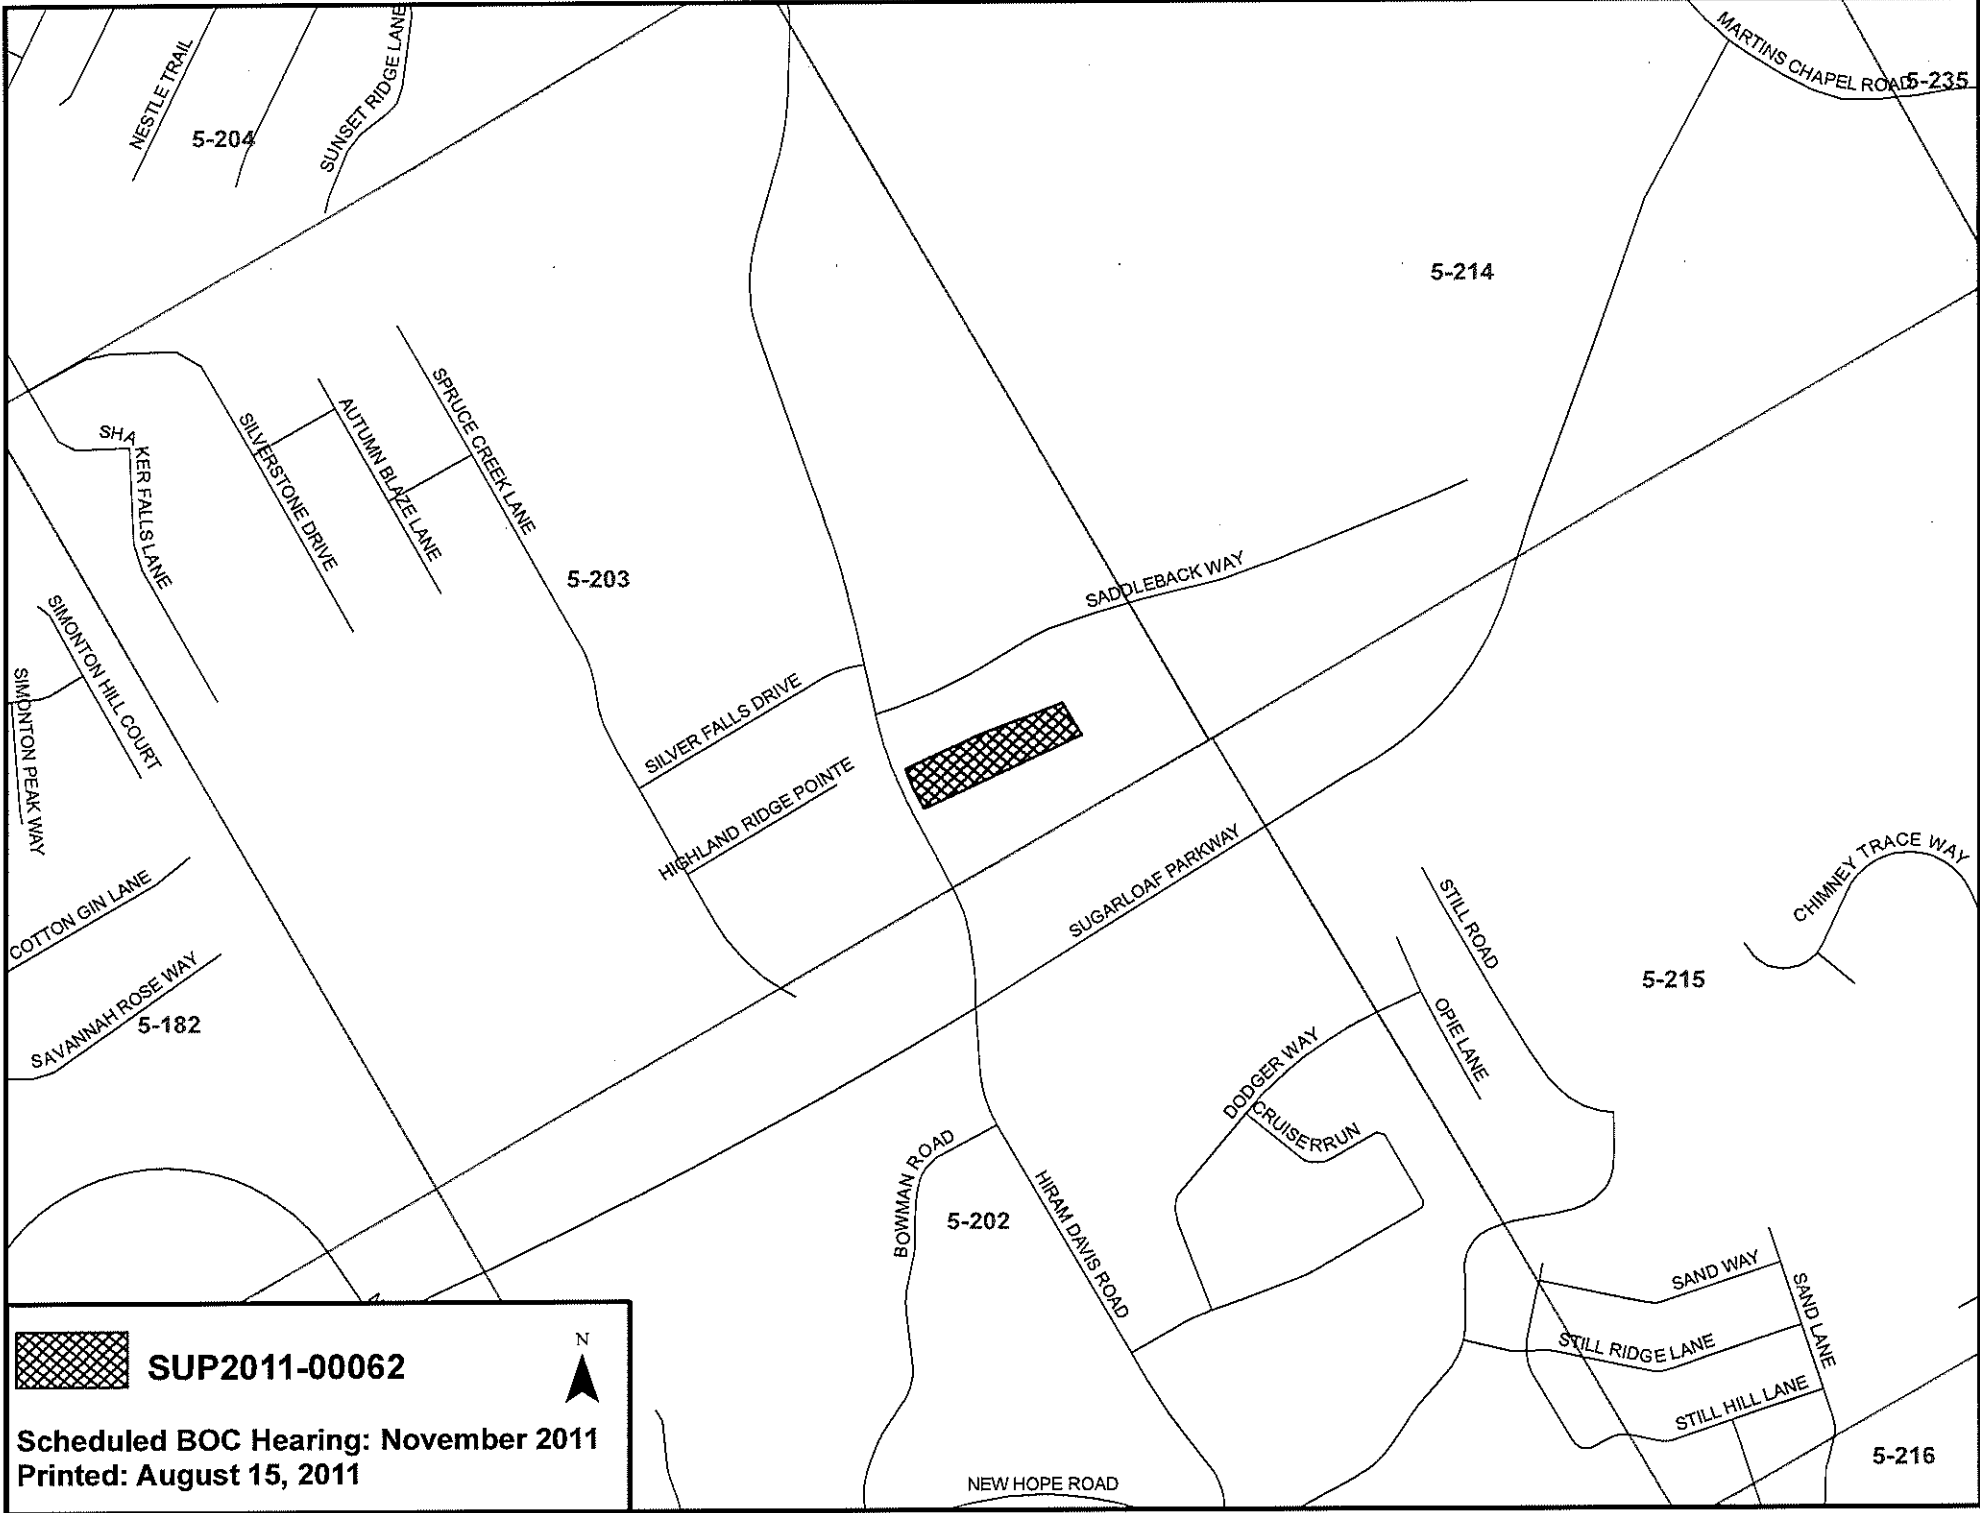 NESTLE TRAIL
SUNSET RIDGE LANE
5-204
MARTINS CHAPEL ROAD
5-235
5-214
SHAKER FALLS LANE
SILVERSTONE DRIVE
AUTUMN BLAZE LANE
SPRUCE CREEK LANE
5-203
SADDLEBACK WAY
SIMONTON HILL COURT
SIMONTON PEAK WAY
SILVER FALLS DRIVE
HIGHLAND RIDGE POINTE
SUGARLOAF PARKWAY
COTTON GIN LANE
SAVANNAH ROSE WAY
5-182
STILL ROAD
CHIMNEY TRACE WAY
5-215
OPIE LANE
DODGER WAY
CRUISER RUN
BOWMAN ROAD
5-202
HIRAM DAVIS ROAD
SAND WAY
SAND LANE
STILL RIDGE LANE
STILL HILL LANE
5-216
NEW HOPE ROAD
N
SUP2011-00062
Scheduled BOC Hearing: November 2011
Printed: August 15, 2011